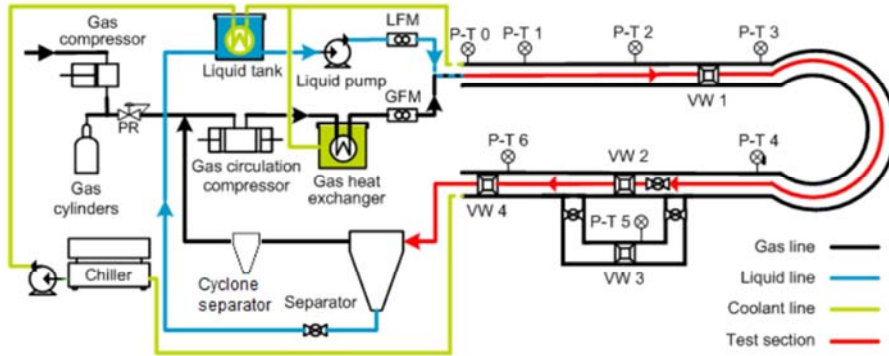 Gas
compressor
PR
Gas
cylinders
Liquid tank
Liquid pump
LFM
GFM
Gas circulation
compressor
Gas heat
exchanger
Chiller
Cyclone
separator
Separator
P-T 0
P-T 1
P-T 2
P-T 3
VW 1
P-T 6
VW 2
P-T 4
VW 4
P-T 5
VW 3
Gas line
Liquid line
Coolant line
Test section